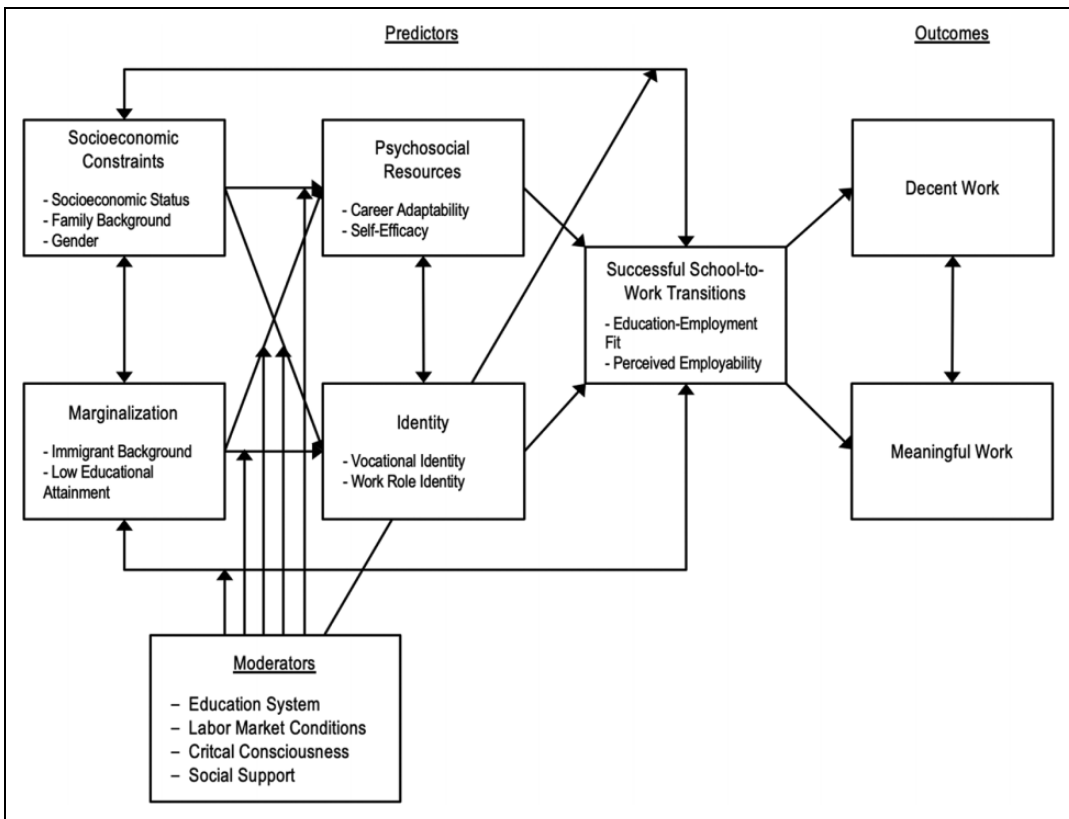 Predictors
Outcomes
Socioeconomic
Constraints
- Socioeconomic Status
- Family Background
- Gender
Psychosocial
Resources
- Career Adaptability
- Self-Efficacy
Decent Work
Successful School-to-
Work Transitions
- Education-Employment
Fit
- Perceived Employability
Marginalization
- Immigrant Background
- Low Educational
Attainment
Identity
- Vocational Identity
- Work Role Identity
Meaningful Work
Moderators
– Education System
– Labor Market Conditions
– Critcal Consciousness
– Social Support